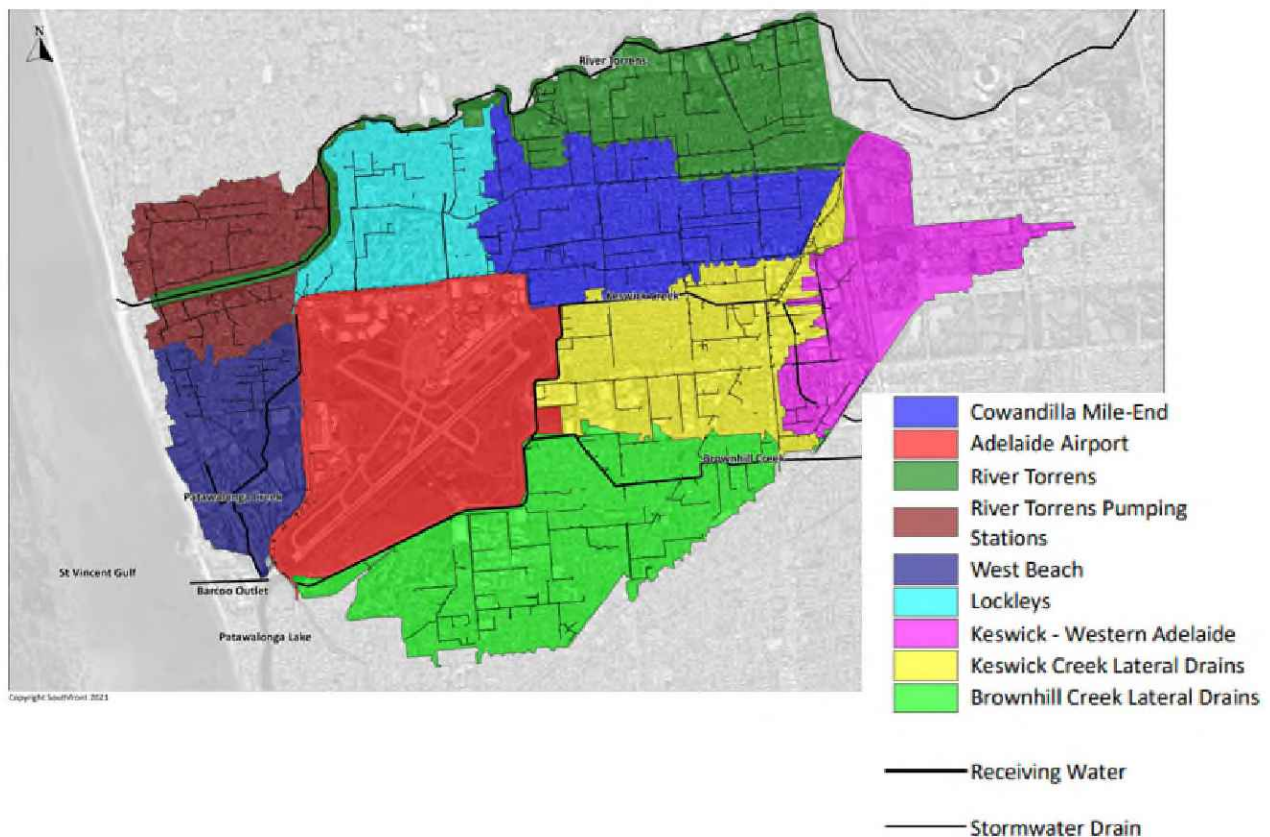 N
River Torrens
Keswick Creek
Brownhill Creek
Patawalonga Creek
St Vincent Gulf
Barcoo Outlet
Patawalonga Lake
Copyright Southfront 2021
Cowandilla Mile-End
Adelaide Airport
River Torrens
River Torrens Pumping
Stations
West Beach
Lockleys
Keswick - Western Adelaide
Keswick Creek Lateral Drains
Brownhill Creek Lateral Drains
Receiving Water
Stormwater Drain